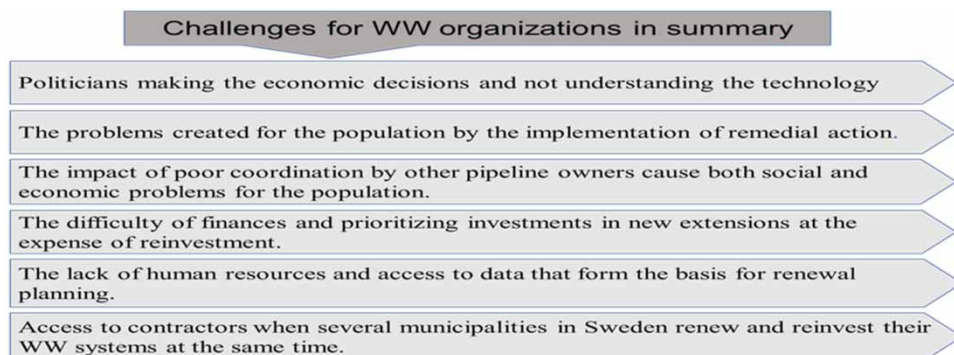 Challenges for WW organizations in summary
Politicians making the economic decisions and not understanding the technology
The problems created for the population by the implementation of remedial action.
The impact of poor coordination by other pipeline owners cause both social and
economic problems for the population.
The difficulty of finances and prioritizing investments in new extensions at the
expense of reinvestment.
The lack of human resources and access to data that form the basis for renewal
planning.
Access to contractors when several municipalities in Sweden renew and reinvest their
WW systems at the same time.